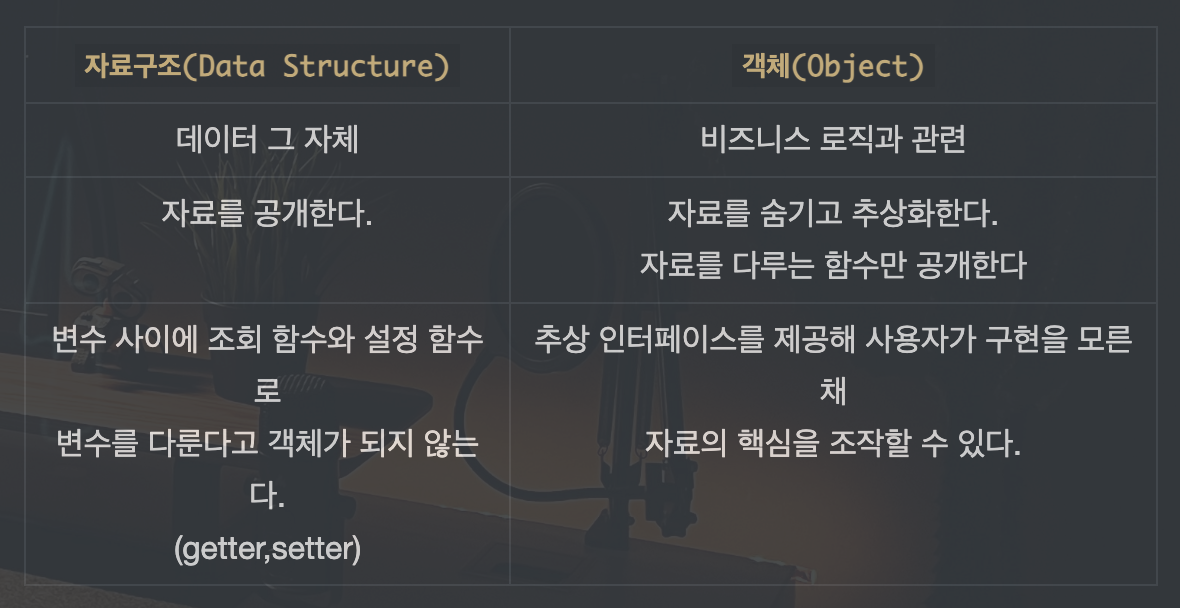 자료구조(Data Structure)
객체(Object)
데이터 그 자체
비즈니스 로직과 관련
자료를 공개한다.
자료를 숨기고 추상화한다.
자료를 다루는 함수만 공개한다
변수 사이에 조회 함수와 설정 함수
로
변수를 다룬다고 객체가 되지 않는
다.
(getter,setter)
추상 인터페이스를 제공해 사용자가 구현을 모른
채
자료의 핵심을 조작할 수 있다.